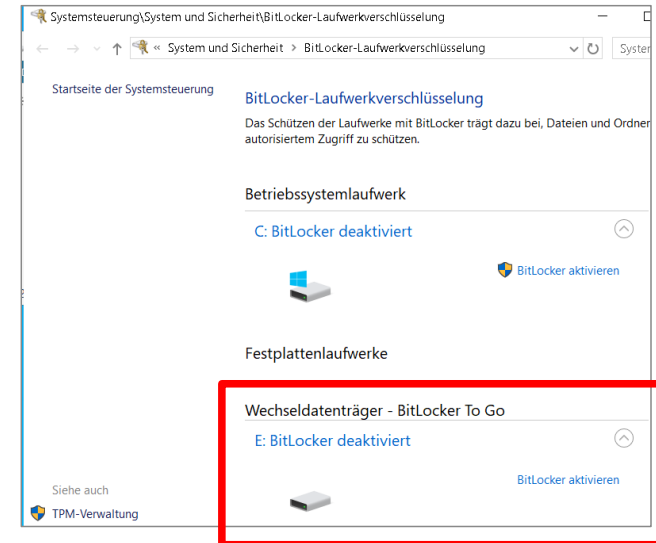 Systemsteuerung\System und Sicherheit\BitLocker-Laufwerkverschlüsselung
« System und Sicherheit > BitLocker-Laufwerkverschlüsselung
Startseite der Systemsteuerung
BitLocker-Laufwerkverschlüsselung
Das Schützen der Laufwerke mit BitLocker trägt dazu bei, Dateien und Ordner
autorisiertem Zugriff zu schützen.
Betriebssystemlaufwerk
C: BitLocker deaktiviert
BitLocker aktivieren
Festplattenlaufwerke
Wechseldatenträger - BitLocker To Go
E: BitLocker deaktiviert
BitLocker aktivieren
Siehe auch
TPM-Verwaltung